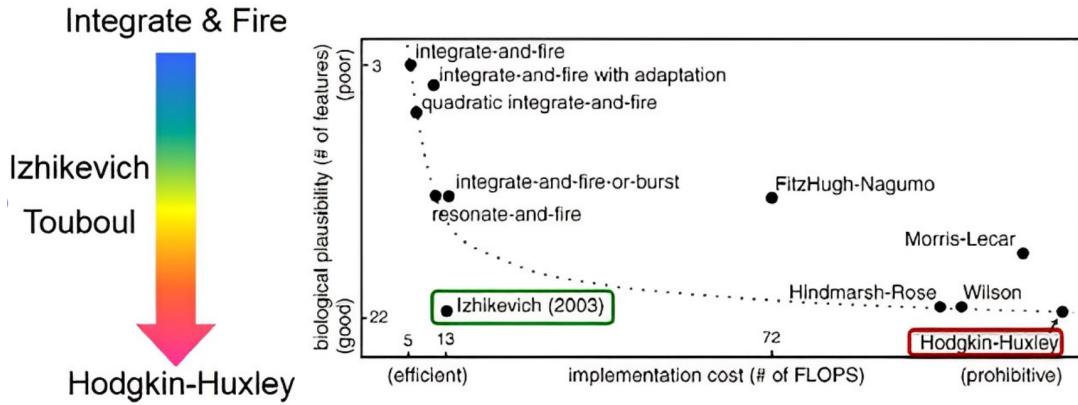 Integrate & Fire
Izhikevich
Touboul
Hodgkin-Huxley
biological plausibility (# of features)
(poor)
(good)
3
22
integrate-and-fire
integrate-and-fire with adaptation
quadratic integrate-and-fire
integrate-and-fire-or-burst
resonate-and-fire
FitzHugh-Nagumo
Morris-Lecar
Izhikevich (2003)
Hindmarsh-Rose
Wilson
Hodgkin-Huxley
5
13
72
(efficient)
implementation cost (# of FLOPS)
(prohibitive)